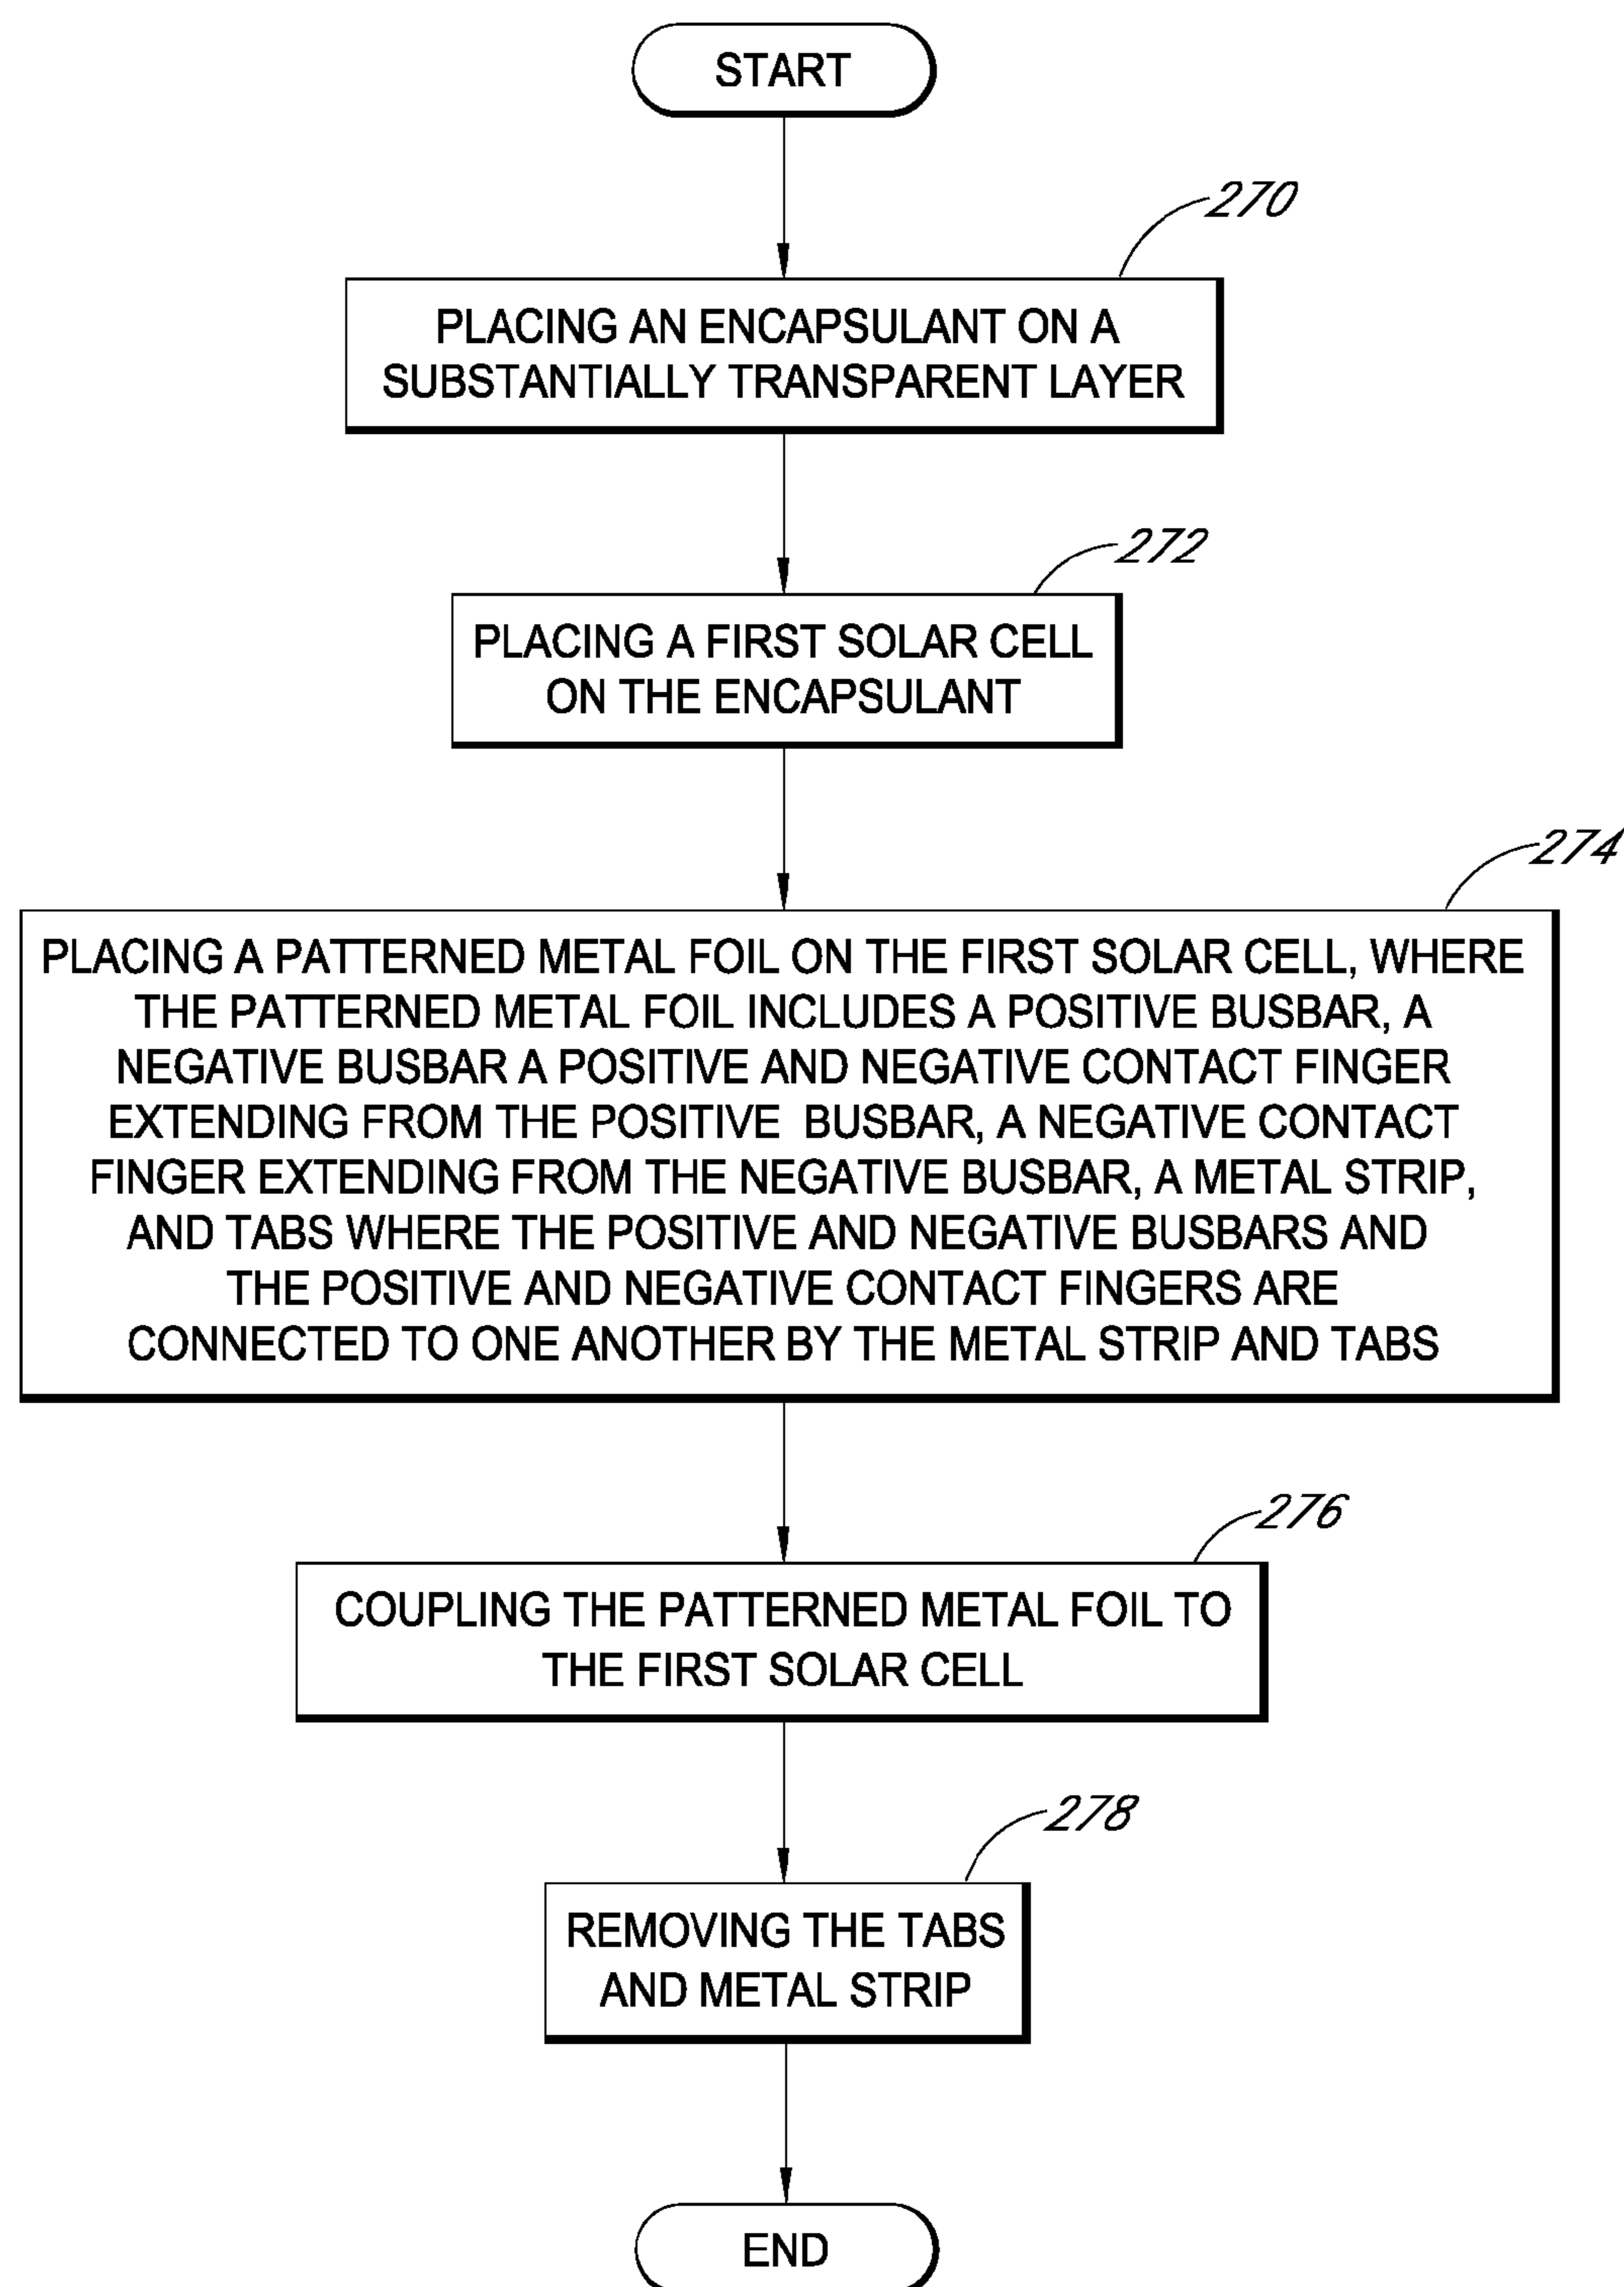 START
270
PLACING AN ENCAPSULANT ON A
SUBSTANTIALLY TRANSPARENT LAYER
272
PLACING A FIRST SOLAR CELL
ON THE ENCAPSULANT
274
PLACING A PATTERNED METAL FOIL ON THE FIRST SOLAR CELL, WHERE
THE PATTERNED METAL FOIL INCLUDES A POSITIVE BUSBAR, A
NEGATIVE BUSBAR A POSITIVE AND NEGATIVE CONTACT FINGER
EXTENDING FROM THE POSITIVE BUSBAR, A NEGATIVE CONTACT
FINGER EXTENDING FROM THE NEGATIVE BUSBAR, A METAL STRIP,
AND TABS WHERE THE POSITIVE AND NEGATIVE BUSBARS AND
THE POSITIVE AND NEGATIVE CONTACT FINGERS ARE
CONNECTED TO ONE ANOTHER BY THE METAL STRIP AND TABS
276
COUPLING THE PATTERNED METAL FOIL TO
THE FIRST SOLAR CELL
278
REMOVING THE TABS
AND METAL STRIP
END